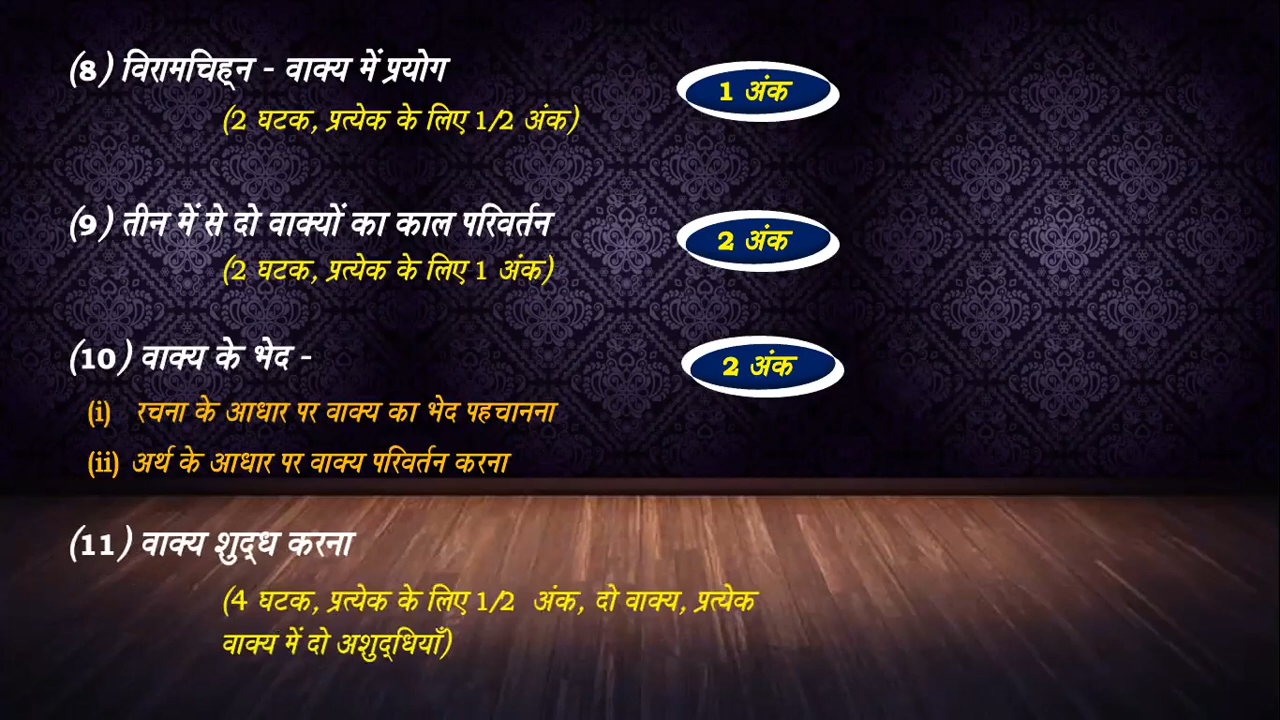 (8) विरामचिह्न - वाक्य में प्रयोग
1 अंक
(2 घटक, प्रत्येक के लिए 1/2 अंक)
(9) तीन में से दो वाक्यों का काल परिवर्तन
2 अंक
(2 घटक, प्रत्येक के लिए 1 अंक)
(10) वाक्य के भेद -
2 अंक
(i) रचना के आधार पर वाक्य का भेद पहचानना
(ii) अर्थ के आधार पर वाक्य परिवर्तन करना
(11) वाक्य शुद्ध करना
(4 घटक, प्रत्येक के लिए 1/2 अंक, दो वाक्य, प्रत्येक
वाक्य में दो अशुद्धियाँ)